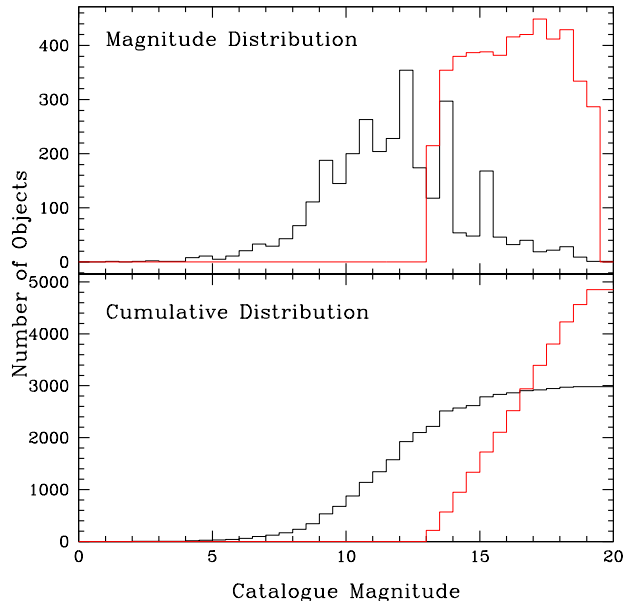 Magnitude Distribution
400
300
200
100
0
Number of Objects
Cumulative Distribution
5000
4000
3000
2000
1000
0
0 5 10 15 20
Catalogue Magnitude